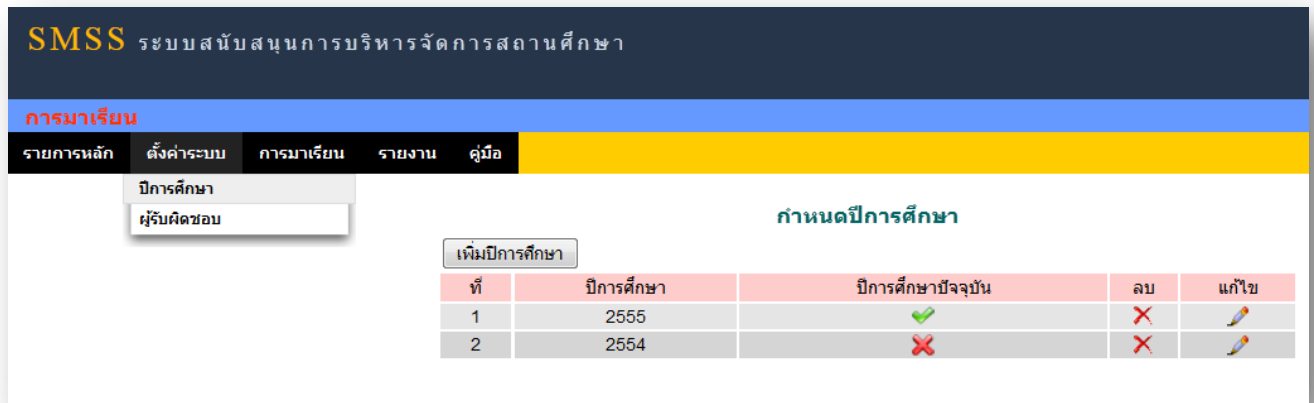 SMSS ระบบสนับสนุนการบริหารจัดการสถานศึกษา
การมาเรียน
รายการหลัก ตั้งค่าระบบ การมาเรียน รายงาน คู่มือ
ปีการศึกษา
ผู้รับผิดชอบ
กำหนดปีการศึกษา
เพิ่มปีการศึกษา
ที่ ปีการศึกษา ปีการศึกษาปัจจุบัน ลบ แก้ไข
1 2555
2 2554